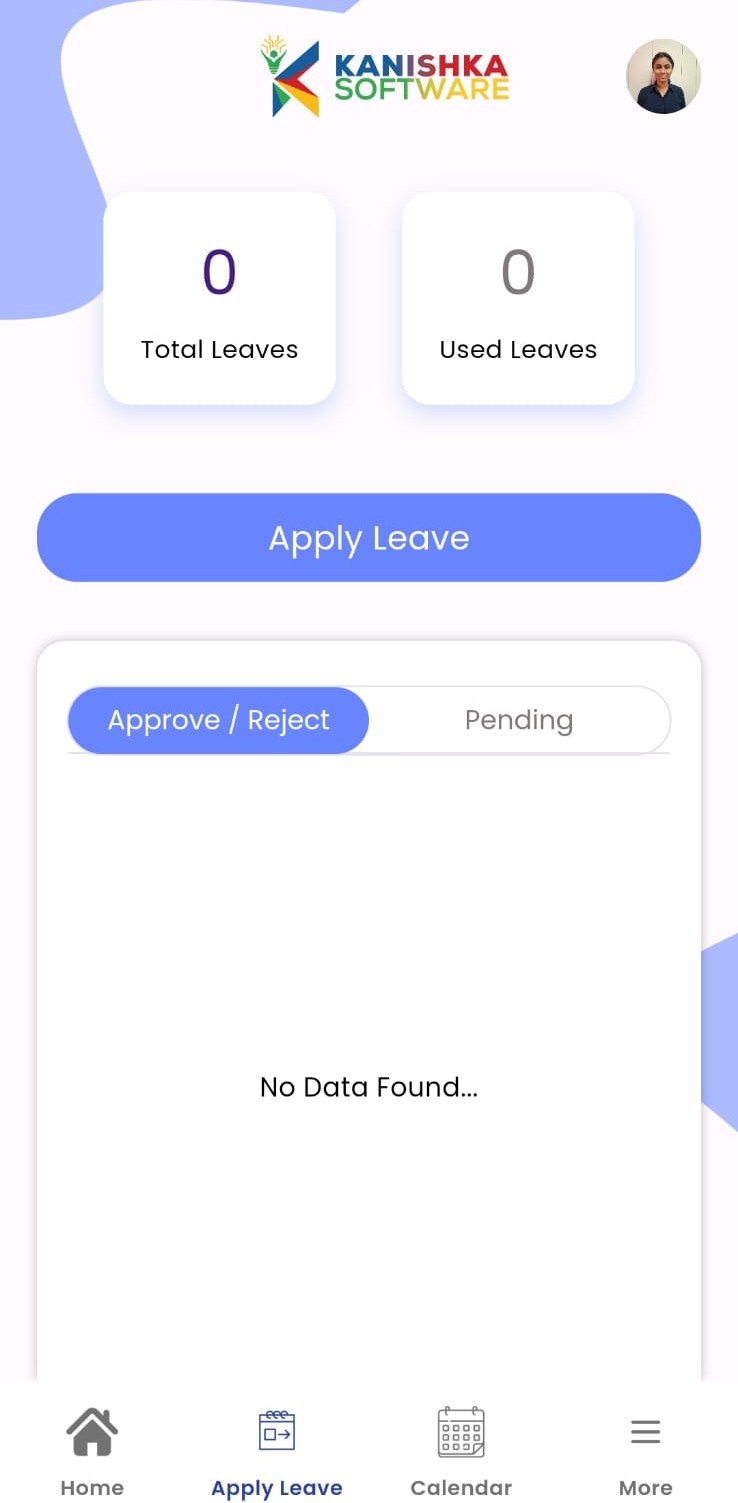 KANISHKA
SOFTWARE
0
Total Leaves
0
Used Leaves
Apply Leave
Approve / Reject
Pending
No Data Found...
Home
Apply Leave
Calendar
More